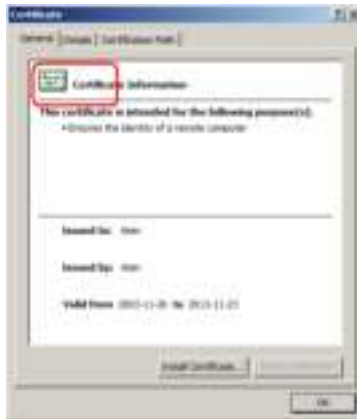 Certificate
General Details Certification Path
Certificate Information
This certificate is intended for the following purpose(s):
•Ensures the identity of a remote computer
Issued to:
Issued by:
Valid from to
Install Certificate...
OK